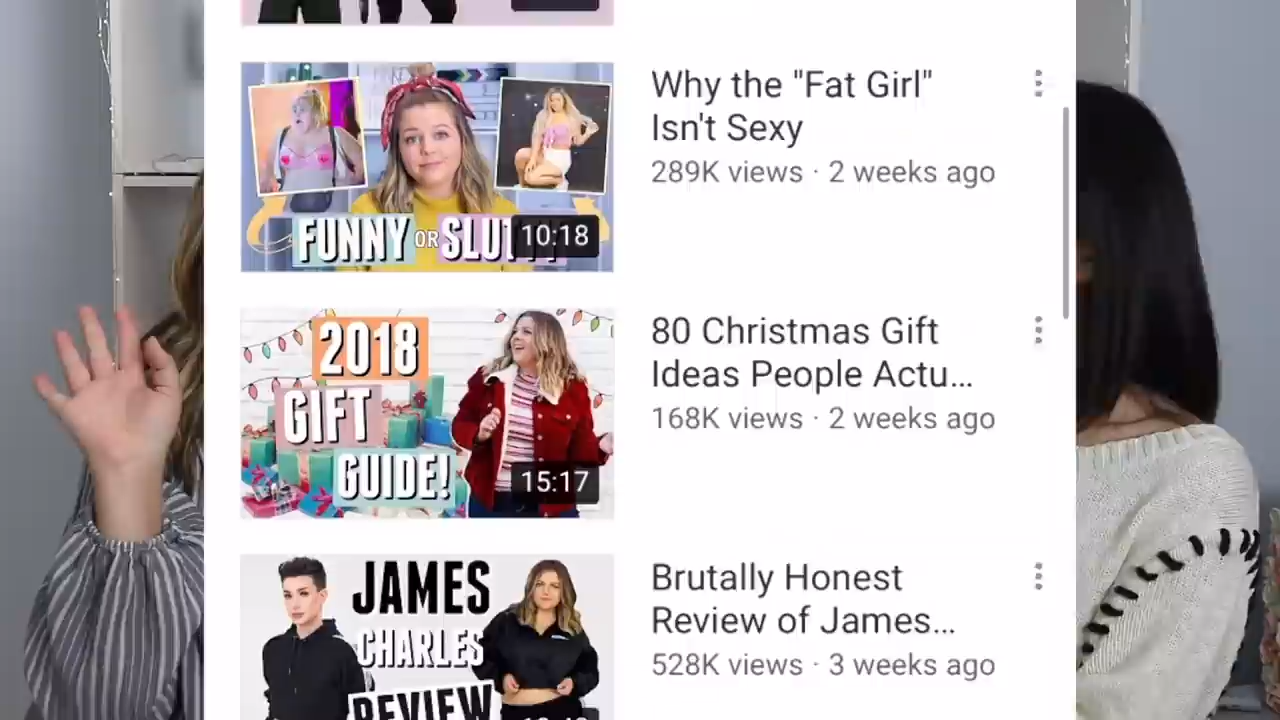 Why the "Fat Girl"
Isn't Sexy
289K views · 2 weeks ago
FUNNY OR
10:18
80 Christmas Gift
Ideas People Actu...
168K views · 2 weeks ago
2018
GIFT
GUIDE!
15:17
Brutally Honest
Review of James...
528K views · 3 weeks ago
JAMES
CHARLES
REVIEW